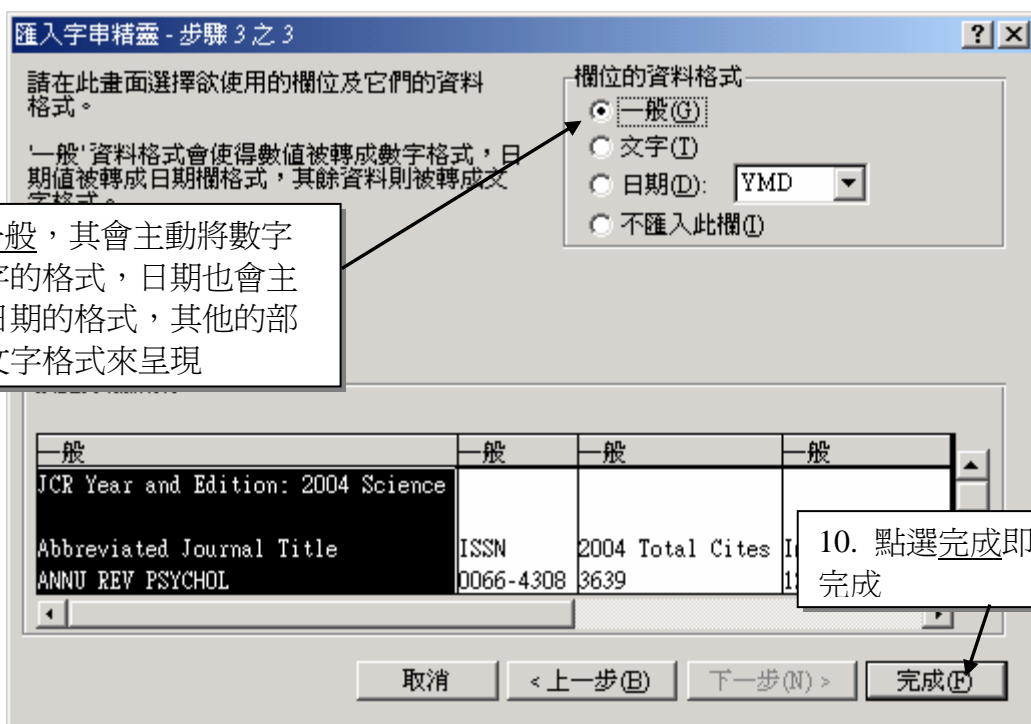 匯入字串精靈 - 步驟 3 之 3
請在此畫面選擇欲使用的欄位及它們的資料
格式。
'一般' 資料格式會使得數值被轉成數字格式，日
期值被轉成日期欄格式，其餘資料則被轉成文
字格式。
欄位的資料格式
一般(G)
文字(T)
日期(D): YMD
不匯入此欄(I)
一般，其會主動將數字
字的格式，日期也會主
日期的格式，其他的部
文字格式來呈現
一般 一般 一般 一般
JCR Year and Edition: 2004 Science
Abbreviated Journal Title ISSN 2004 Total Cites
ANNU REV PSYCHOL 0066-4308 3639
10. 點選完成即
完成
取消 <上一步(B) 下一步(N)> 完成(F)